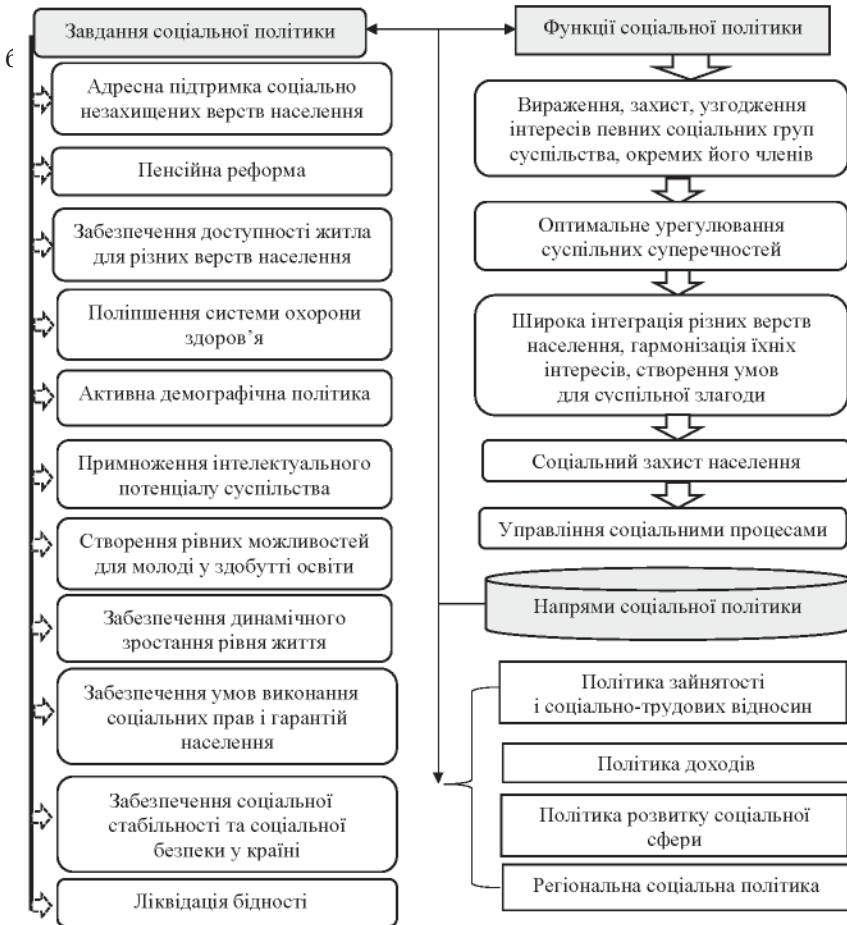 Завдання соціальної політики
б
Адресна підтримка соціально
незахищених верств населення
Пенсійна реформа
Забезпечення доступності житла
для різних верств населення
Поліпшення системи охорони
здоров’я
Активна демографічна політика
Примноження інтелектуального
потенціалу суспільства
Створення рівних можливостей
для молоді у здобутті освіти
Забезпечення динамічного
зростання рівня життя
Забезпечення умов виконання
соціальних прав і гарантій
населення
Забезпечення соціальної
стабільності та соціальної
безпеки у країні
Ліквідація бідності
Функції соціальної політики
Вираження, захист, узгодження
інтересів певних соціальних груп
суспільства, окремих його членів
Оптимальне урегулювання
суспільних суперечностей
Широка інтеграція різних верств
населення, гармонізація їхніх
інтересів, створення умов
для суспільної злагоди
Соціальний захист населення
Управління соціальними процесами
Напрями соціальної політики
Політика зайнятості
і соціально-трудових відносин
Політика доходів
Політика розвитку соціальної
сфери
Регіональна соціальна політика